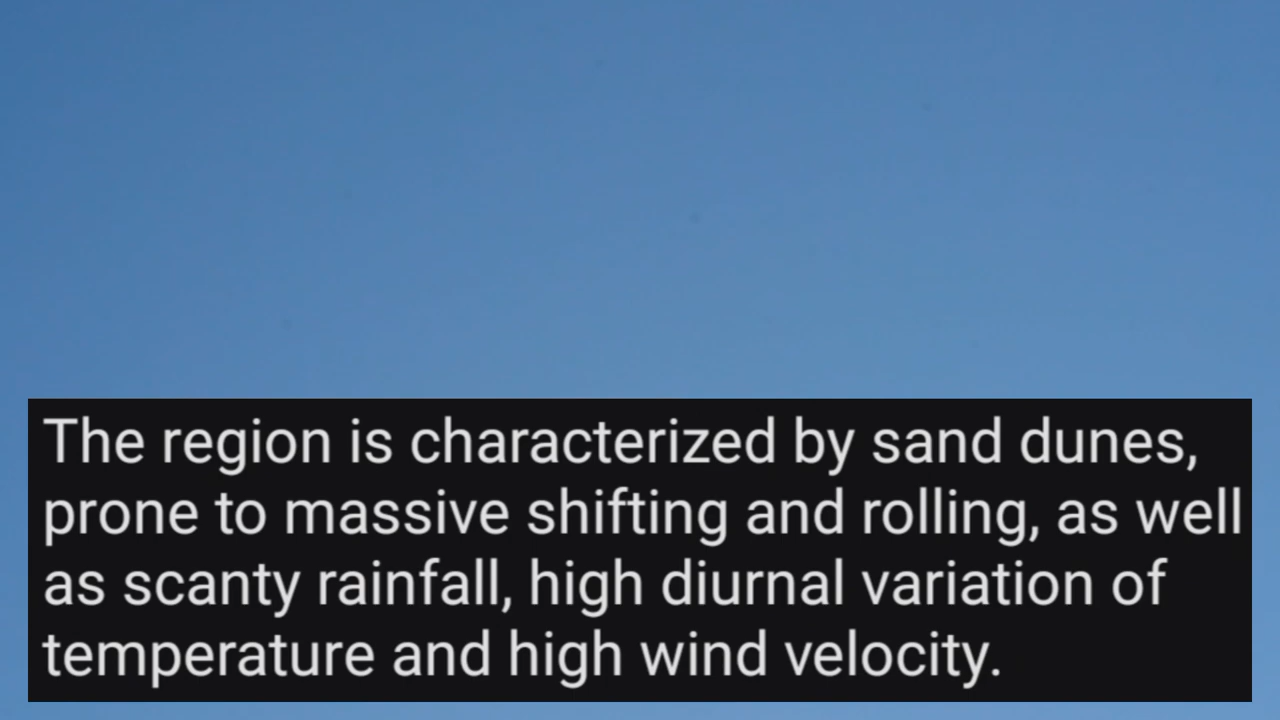 The region is characterized by sand dunes,
prone to massive shifting and rolling, as well
as scanty rainfall, high diurnal variation of
temperature and high wind velocity.